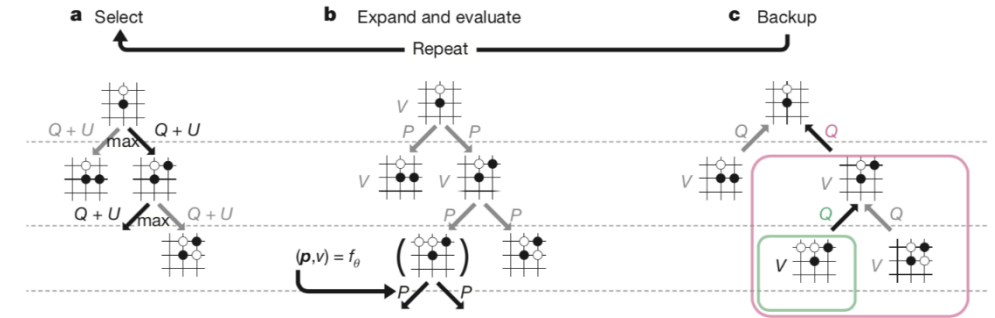 a Select
b Expand and evaluate
c Backup
Repeat
Q + U
max
Q + U
Q + U
max
Q + U
V
P
P
V
V
P
P
(p,v) = fθ
( )
P
P
Q
Q
V
V
Q
Q
V
V